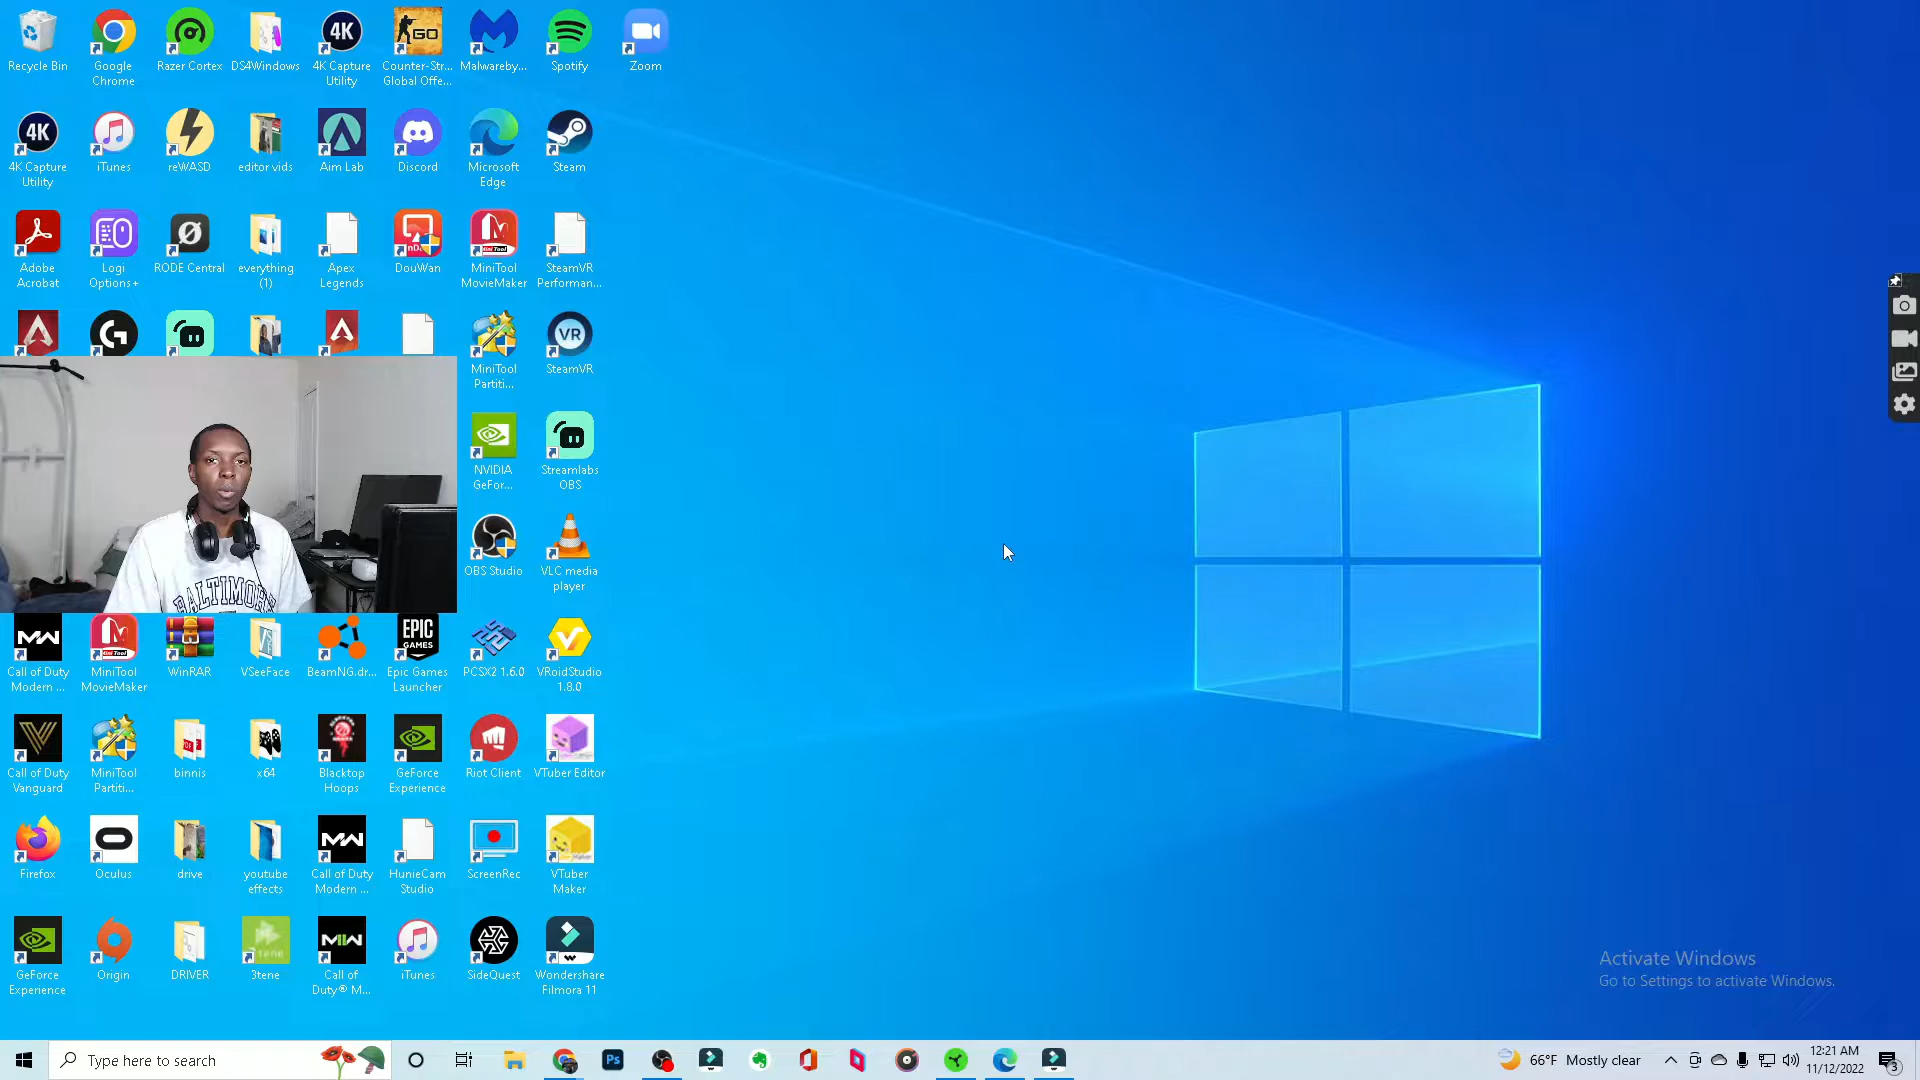 Recycle Bin
Google Chrome
Razer Cortex
DS4Windows
4K Capture Utility
Counter-Str... Global Offe...
Malwareby...
Spotify
Zoom
4K Capture Utility
iTunes
reWASD
editor vids
Aim Lab
Discord
Microsoft Edge
Steam
Adobe Acrobat
Logi Options+
RODE Central
everything (1)
Apex Legends
DouWan
MiniTool MovieMaker
SteamVR Performan...
MiniTool Partiti...
SteamVR
NVIDIA GeFor...
Streamlabs OBS
OBS Studio
VLC media player
BALTIMORE
Call of Duty Modern ...
MiniTool MovieMaker
WinRAR
VSeeFace
BeamNG.dr...
Epic Games Launcher
PCSX2 1.6.0
VRoidStudio 1.8.0
Call of Duty Vanguard
MiniTool Partiti...
binnis
x64
Blacktop Hoops
GeForce Experience
Riot Client
VTuber Editor
Firefox
Oculus
drive
youtube effects
Call of Duty Modern ...
HunieCam Studio
ScreenRec
VTuber Maker
GeForce Experience
Origin
DRIVER
3tene
Call of Duty® M...
iTunes
SideQuest
Wondershare Filmora 11
Activate Windows
Go to Settings to activate Windows.
Type here to search
66°F Mostly clear
12:21 AM
11/12/2022
3